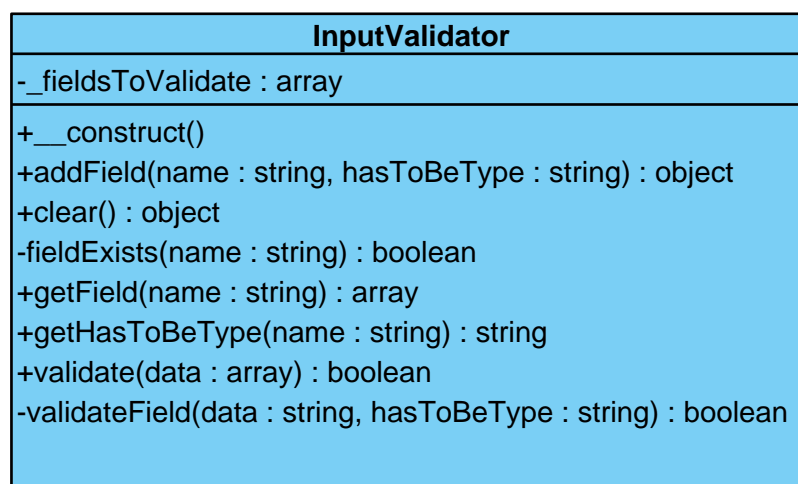 InputValidator
-_fieldsToValidate : array
+__construct()
+addField(name : string, hasToBeType : string) : object
+clear() : object
-fieldExists(name : string) : boolean
+getField(name : string) : array
+getHasToBeType(name : string) : string
+validate(data : array) : boolean
-validateField(data : string, hasToBeType : string) : boolean